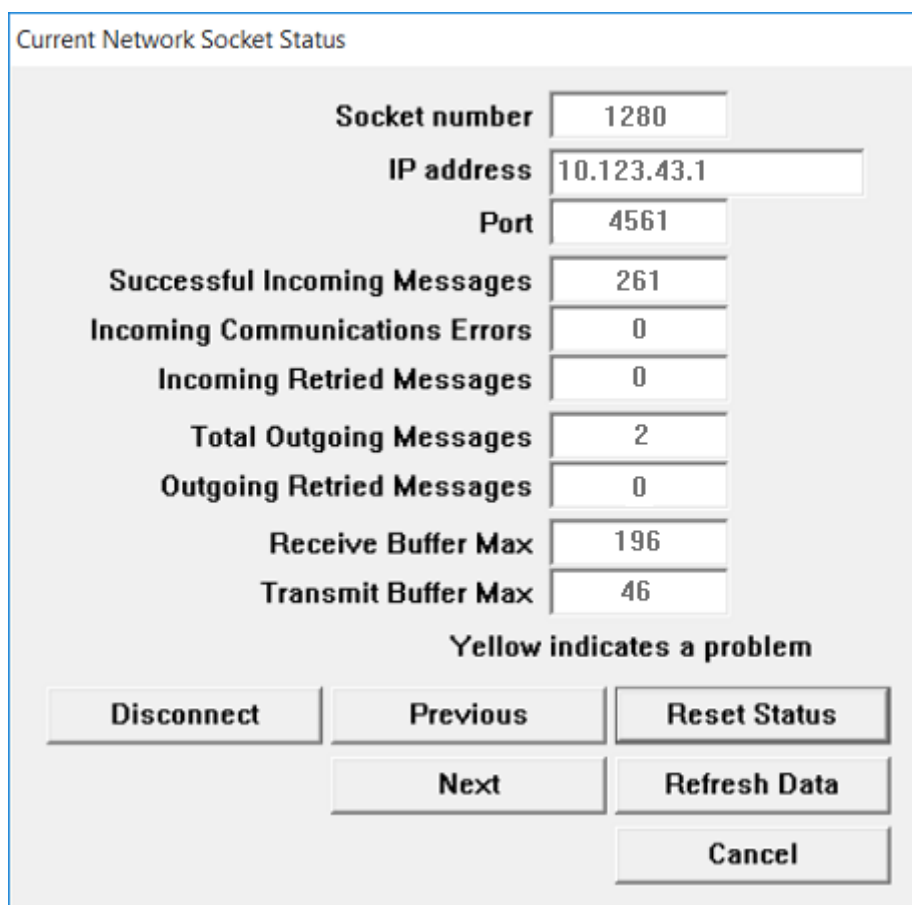 Current Network Socket Status
Socket number 1280
IP address 10.123.43.1
Port 4561
Successful Incoming Messages 261
Incoming Communications Errors 0
Incoming Retried Messages 0
Total Outgoing Messages 2
Outgoing Retried Messages 0
Receive Buffer Max 196
Transmit Buffer Max 46
Yellow indicates a problem
Disconnect Previous Reset Status
Next Refresh Data
Cancel